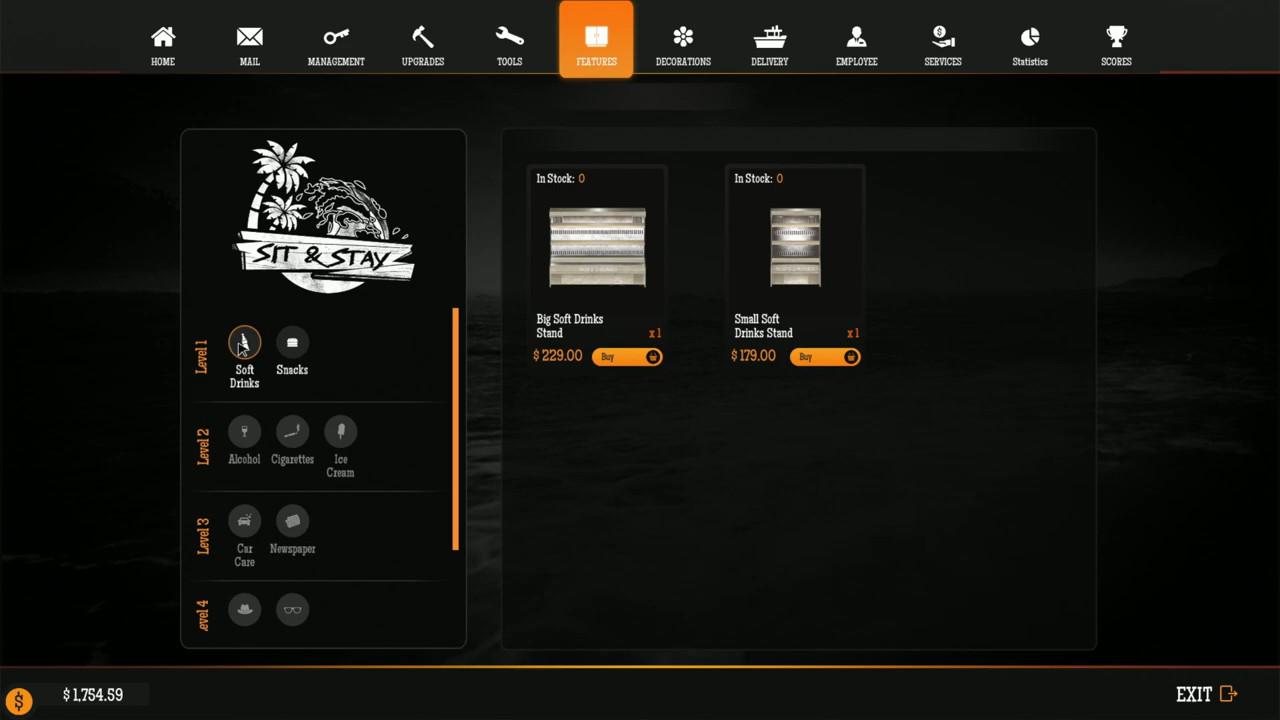 HOME
MAIL
MANAGEMENT
UPGRADES
TOOLS
FEATURES
DECORATIONS
DELIVERY
EMPLOYEE
SERVICES
Statistics
SCORES
SIT & STAY
Level 1
Soft
Drinks
Snacks
Level 2
Alcohol
Cigarettes
Ice
Cream
Level 3
Car
Care
Newspaper
evel 4
In Stock: 0
Big Soft Drinks
Stand
x1
$ 229.00
Buy
In Stock: 0
Small Soft
Drinks Stand
x1
$ 179.00
Buy
$ 1,754.59
EXIT